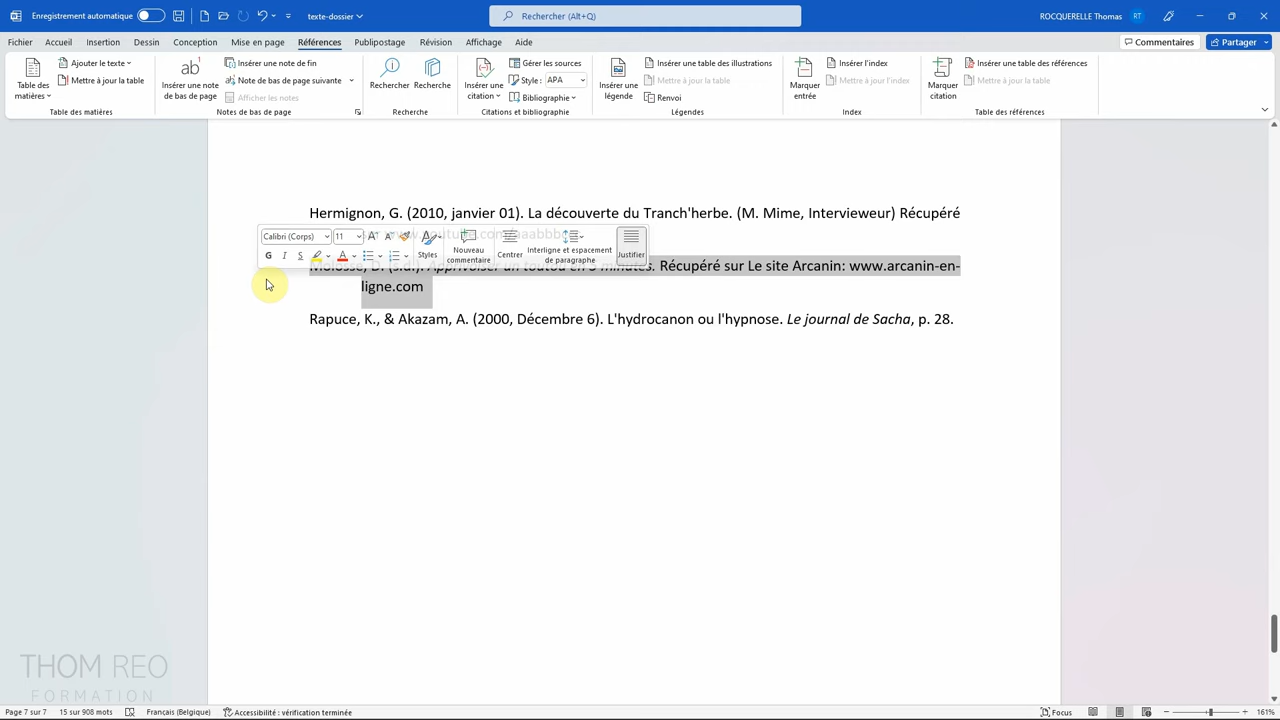 Enregistrement automatique
texte-dossier
Rechercher (Alt+Q)
ROCQUERELLE Thomas
RT
Fichier Accueil Insertion Dessin Conception Mise en page Références Publipostage Révision Affichage Aide
Commentaires Partager
Table des matières
Ajouter le texte
Mettre à jour la table
Table des matières
ab
Insérer une note de bas de page
Insérer une note de fin
Note de bas de page suivante
Afficher les notes
Notes de bas de page
Rechercher
Recherche
Recherche
Insérer une citation
Gérer les sources
Style : APA
Bibliographie
Citations et bibliographie
Insérer une légende
Insérer une table des illustrations
Mettre à jour la table
Renvoi
Légendes
Marquer entrée
Insérer l'index
Mettre à jour l'index
Index
Marquer citation
Insérer une table des références
Mettre à jour la table
Table des références
Hermignon, G. (2010, janvier 01). La découverte du Tranch'herbe. (M. Mime, Intervieweur) Récupéré
Calibri (Corps) 11
G I S
Styles
Nouveau commentaire
Centrer
Interligne et espacement de paragraphe
Justifier
Molosse, D. (s.d.). Apprivoiser un toutou en 5 minutes. Récupéré sur Le site Arcanin: www.arcanin-en-
ligne.com
Rapuce, K., & Akazam, A. (2000, Décembre 6). L'hydrocanon ou l'hypnose. Le journal de Sacha, p. 28.
THOM REO
FORMATION
Page 7 sur 7 15 sur 908 mots Français (Belgique) Accessibilité : vérification terminée Focus 161%